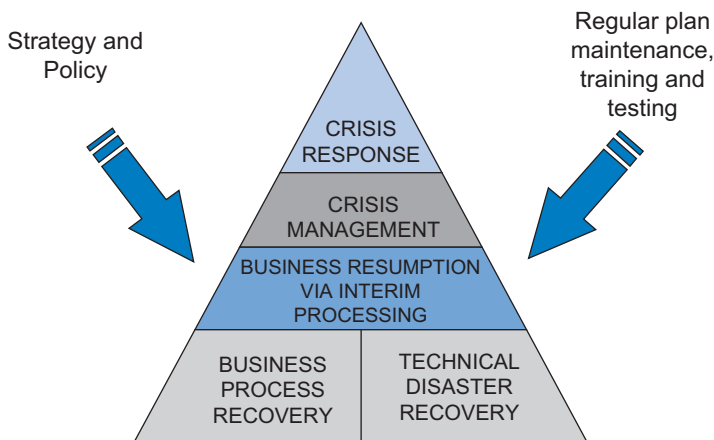 Strategy and
Policy
Regular plan
maintenance,
training and
testing
CRISIS
RESPONSE
CRISIS
MANAGEMENT
BUSINESS RESUMPTION
VIA INTERIM
PROCESSING
BUSINESS
PROCESS
RECOVERY
TECHNICAL
DISASTER
RECOVERY